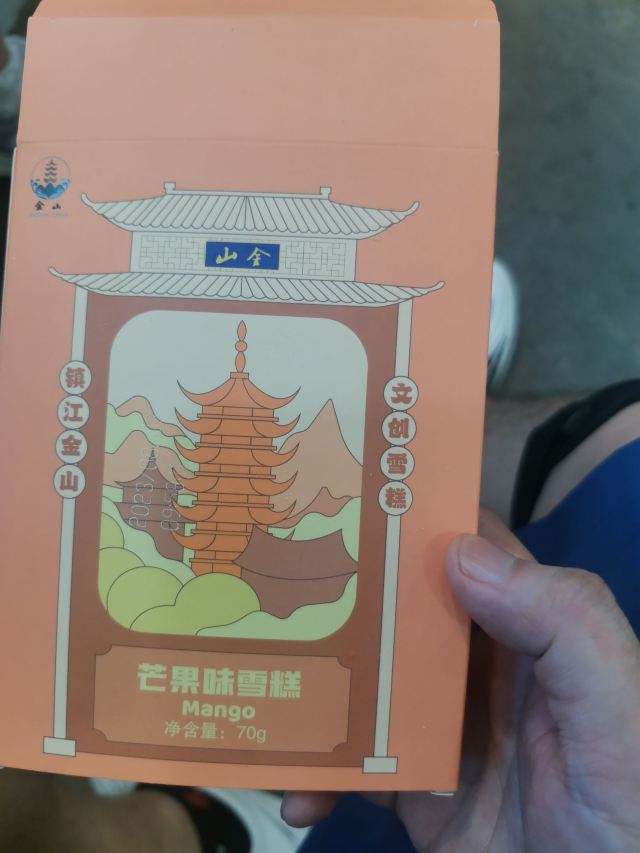 金山
山金
镇江金山
文创雪糕
芒果味雪糕
Mango
净含量：70g